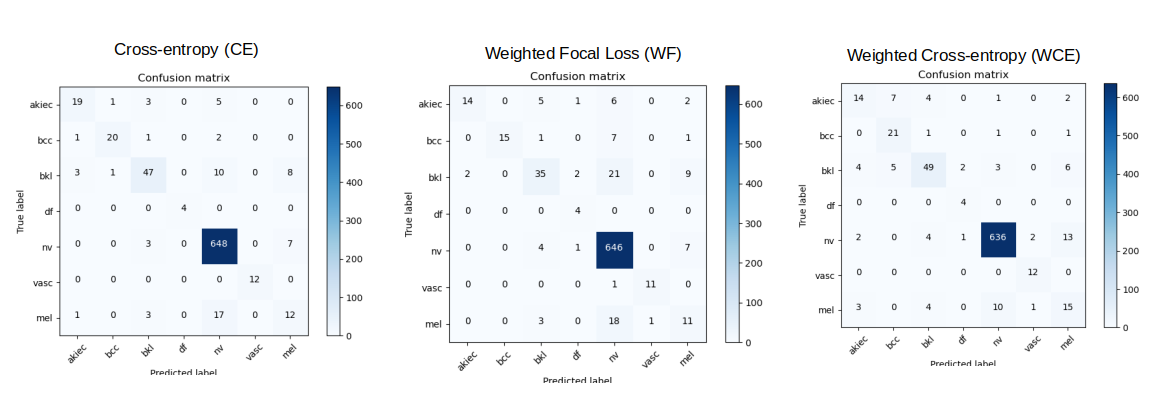 Cross-entropy (CE)
Confusion matrix
True label
akiec 19 1 3 0 5 0 0
bcc 1 20 1 0 2 0 0
bkl 3 1 47 0 10 0 8
df 0 0 0 4 0 0 0
nv 0 0 3 0 648 0 7
vasc 0 0 0 0 0 12 0
mel 1 0 3 0 17 0 12
akiec bcc bkl df nv vasc mel
Predicted label
600
500
400
300
200
100
0
Weighted Focal Loss (WF)
Confusion matrix
True label
akiec 14 0 5 1 6 0 2
bcc 0 15 1 0 7 0 1
bkl 2 0 35 2 21 0 9
df 0 0 0 4 0 0 0
nv 0 0 4 1 646 0 7
vasc 0 0 0 0 1 11 0
mel 0 0 3 0 18 1 11
akiec bcc bkl df nv vasc mel
Predicted label
600
500
400
300
200
100
0
Weighted Cross-entropy (WCE)
Confusion matrix
True label
akiec 14 7 4 0 1 0 2
bcc 0 21 1 0 1 0 1
bkl 4 5 49 2 3 0 6
df 0 0 0 4 0 0 0
nv 2 0 4 1 636 2 13
vasc 0 0 0 0 0 12 0
mel 3 0 4 0 10 1 15
akiec bcc bkl df nv vasc mel
Predicted label
600
500
400
300
200
100
0